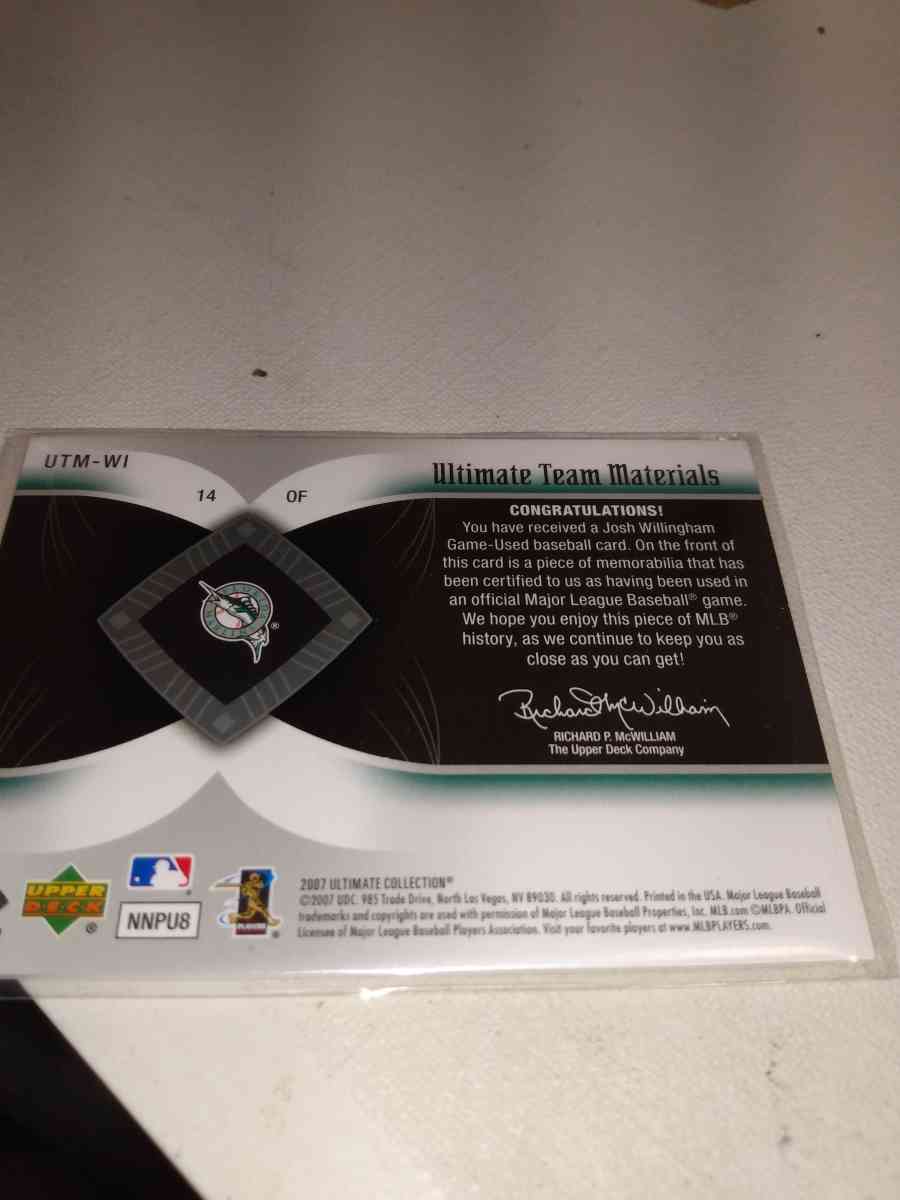 UTM-WI
14 OF
Ultimate Team Materials
CONGRATULATIONS!
You have received a Josh Willingham
Game-Used baseball card. On the front of
this card is a piece of memorabilia that has
been certified to us as having been used in
an official Major League Baseball® game.
We hope you enjoy this piece of MLB®
history, as we continue to keep you as
close as you can get!
Richard P. McWilliam
RICHARD P. McWILLIAM
The Upper Deck Company
UPPER
DECK
®
NNPU8
PLAYERS
2007 ULTIMATE COLLECTION®
©2007 UDC. 985 Trade Drive, North Las Vegas, NV 89030. All rights reserved. Printed in the USA. Major League Baseball
trademarks and copyrights are used with permission of Major League Baseball Properties, Inc. MLB.com ©MLBPA. Official
Licensee of Major League Baseball Players Association. Visit your favorite players at www.MLBPLAYERS.com.